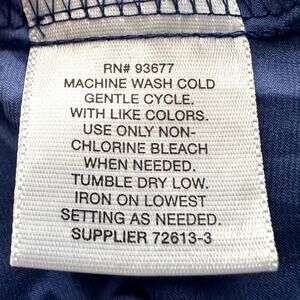 RN# 93677
MACHINE WASH COLD
GENTLE CYCLE.
WITH LIKE COLORS.
USE ONLY NON-
CHLORINE BLEACH
WHEN NEEDED.
TUMBLE DRY LOW.
IRON ON LOWEST
SETTING AS NEEDED.
SUPPLIER 72613-3